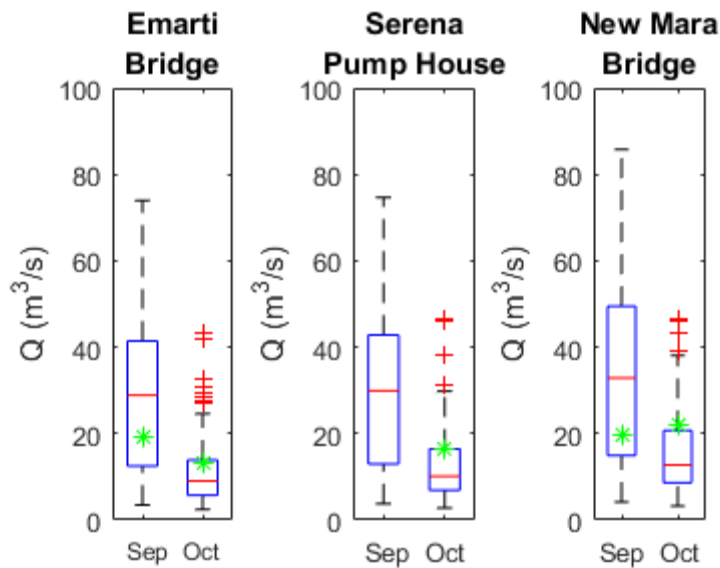 Emarti
Bridge
Serena
Pump House
New Mara
Bridge
Q (m³/s)
100
80
60
40
20
0
Sep Oct
Q (m³/s)
100
80
60
40
20
0
Sep Oct
Q (m³/s)
100
80
60
40
20
0
Sep Oct